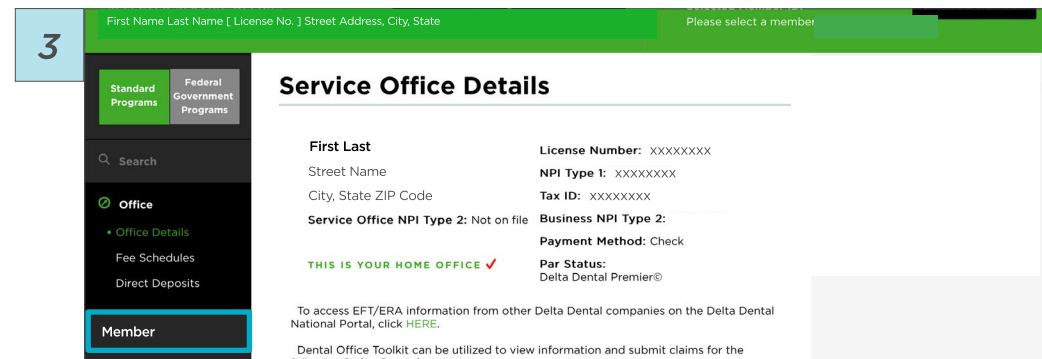 3
First Name Last Name [ License No. ] Street Address, City, State
Please select a member
Standard Programs
Federal Government Programs
Search
Office
• Office Details
Fee Schedules
Direct Deposits
Member
Service Office Details
First Last
Street Name
City, State ZIP Code
Service Office NPI Type 2: Not on file
THIS IS YOUR HOME OFFICE ✓
License Number: XXXXXXXX
NPI Type 1: XXXXXXXX
Tax ID: XXXXXXXX
Business NPI Type 2:
Payment Method: Check
Par Status:
Delta Dental Premier©
To access EFT/ERA information from other Delta Dental companies on the Delta Dental
National Portal, click HERE.
Dental Office Toolkit can be utilized to view information and submit claims for the